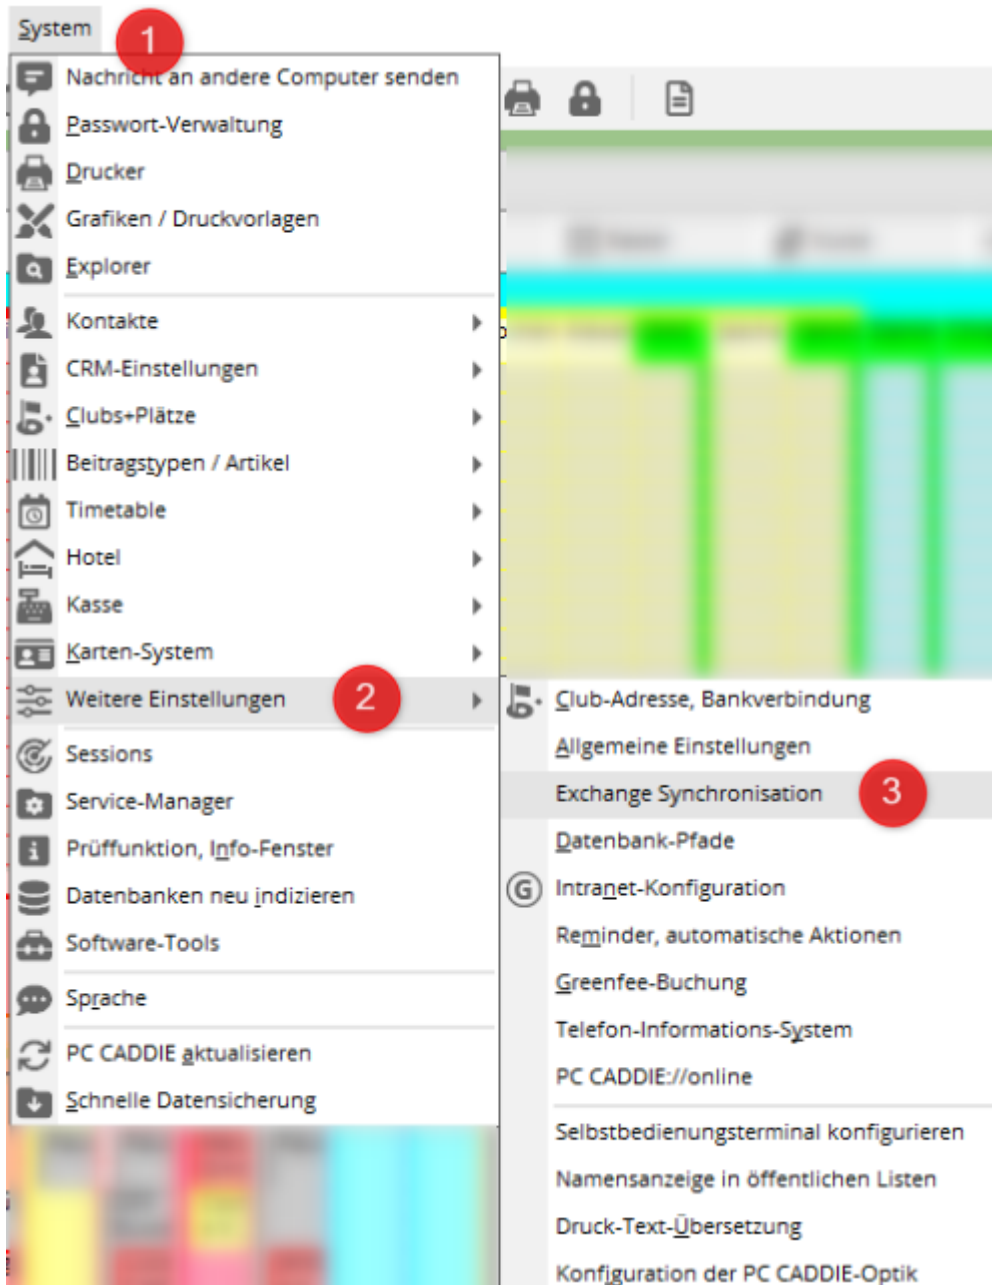 System
1
Nachricht an andere Computer senden
Passwort-Verwaltung
Drucker
Grafiken / Druckvorlagen
Explorer
Kontakte
CRM-Einstellungen
Clubs+Plätze
Beitragstypen / Artikel
Timetable
Hotel
Kasse
Karten-System
Weitere Einstellungen
2
Sessions
Service-Manager
Prüffunktion, Info-Fenster
Datenbanken neu indizieren
Software-Tools
Sprache
PC CADDIE aktualisieren
Schnelle Datensicherung
Club-Adresse, Bankverbindung
Allgemeine Einstellungen
Exchange Synchronisation
3
Datenbank-Pfade
Intranet-Konfiguration
Reminder, automatische Aktionen
Greenfee-Buchung
Telefon-Informations-System
PC CADDIE://online
Selbstbedienungsterminal konfigurieren
Namensanzeige in öffentlichen Listen
Druck-Text-Übersetzung
Konfiguration der PC CADDIE-Optik